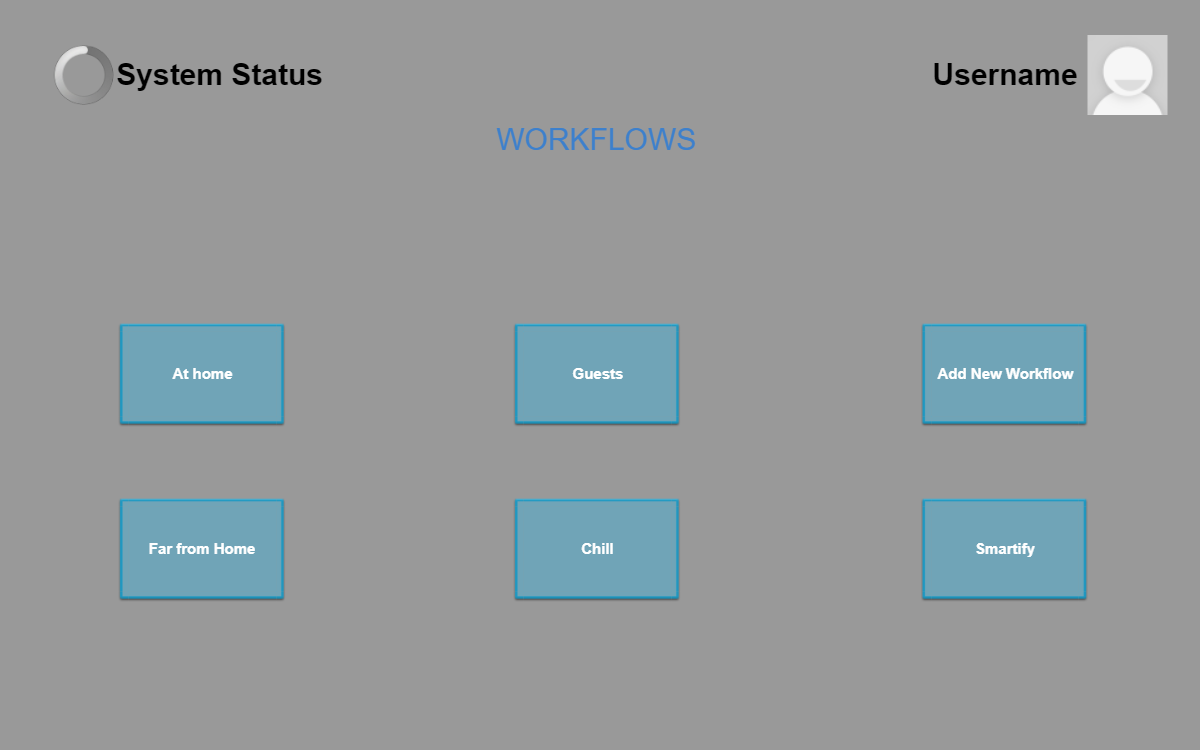 System Status
Username
WORKFLOWS
At home
Guests
Add New Workflow
Far from Home
Chill
Smartify